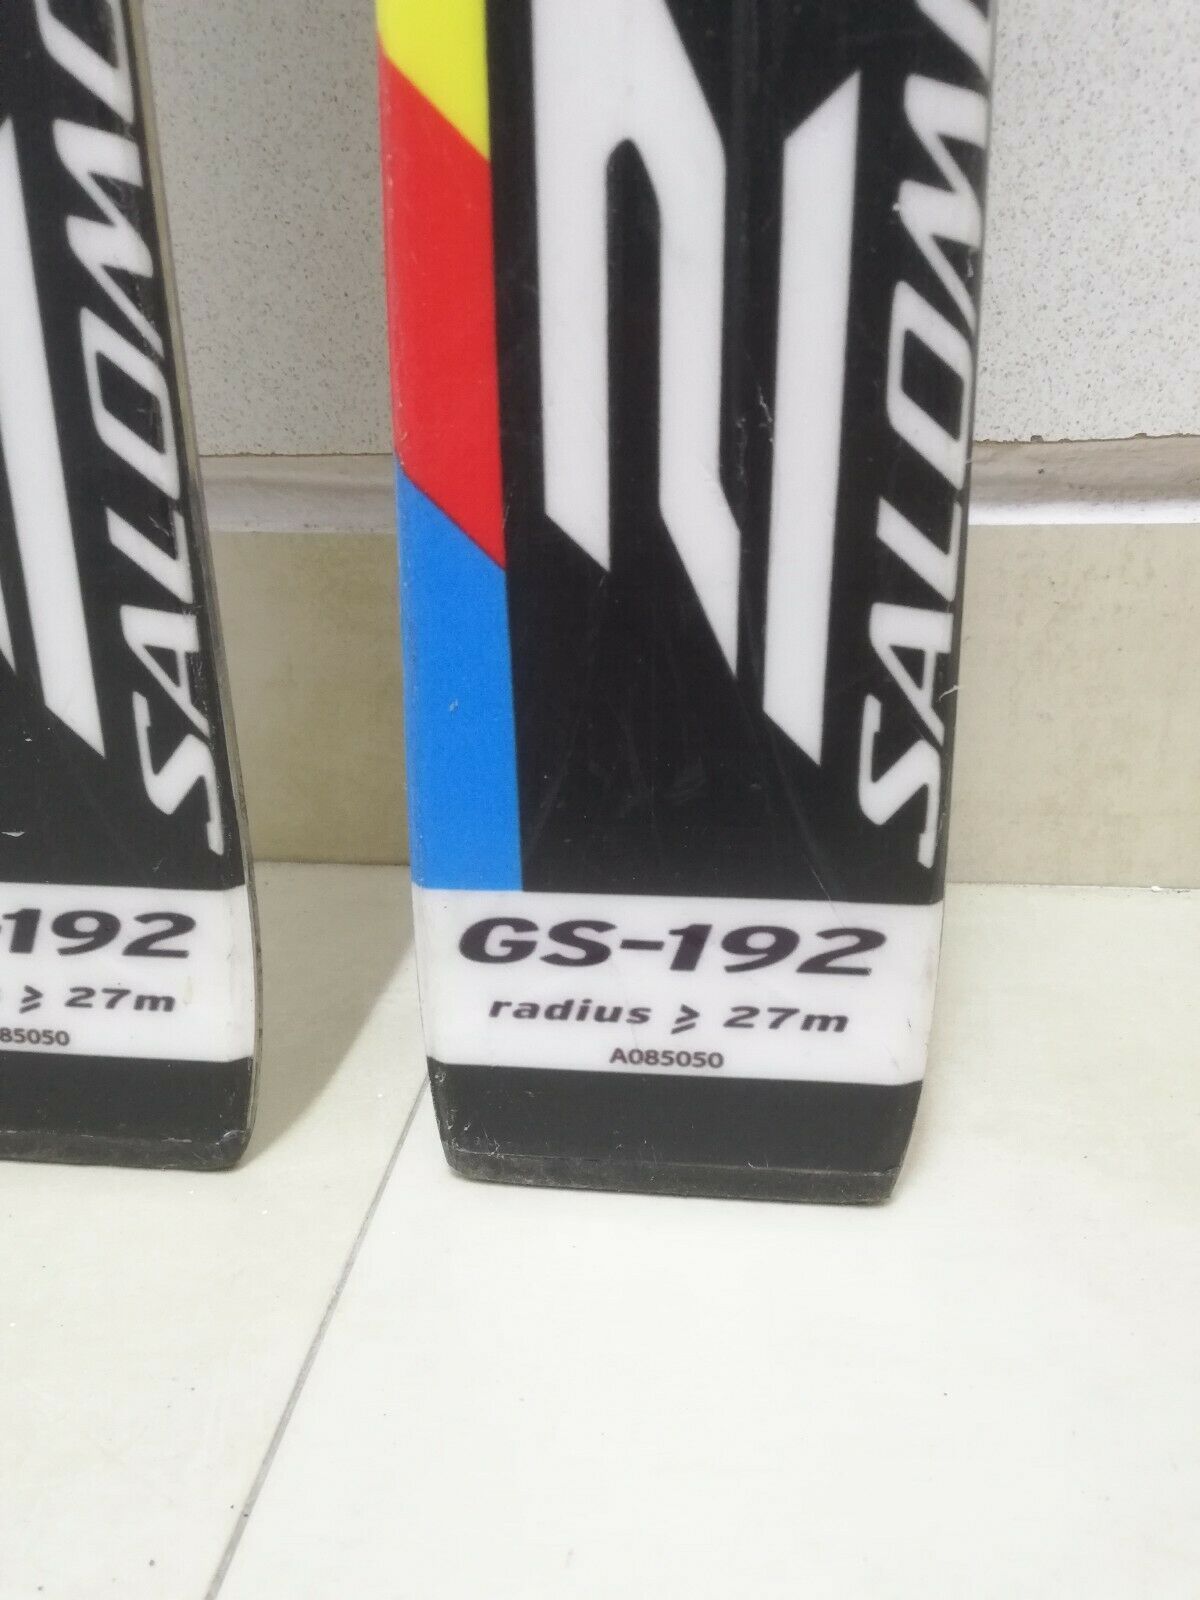 SALOM
SALOM
-192
⩾ 27m
85050
GS-192
radius ⩾ 27m
A085050